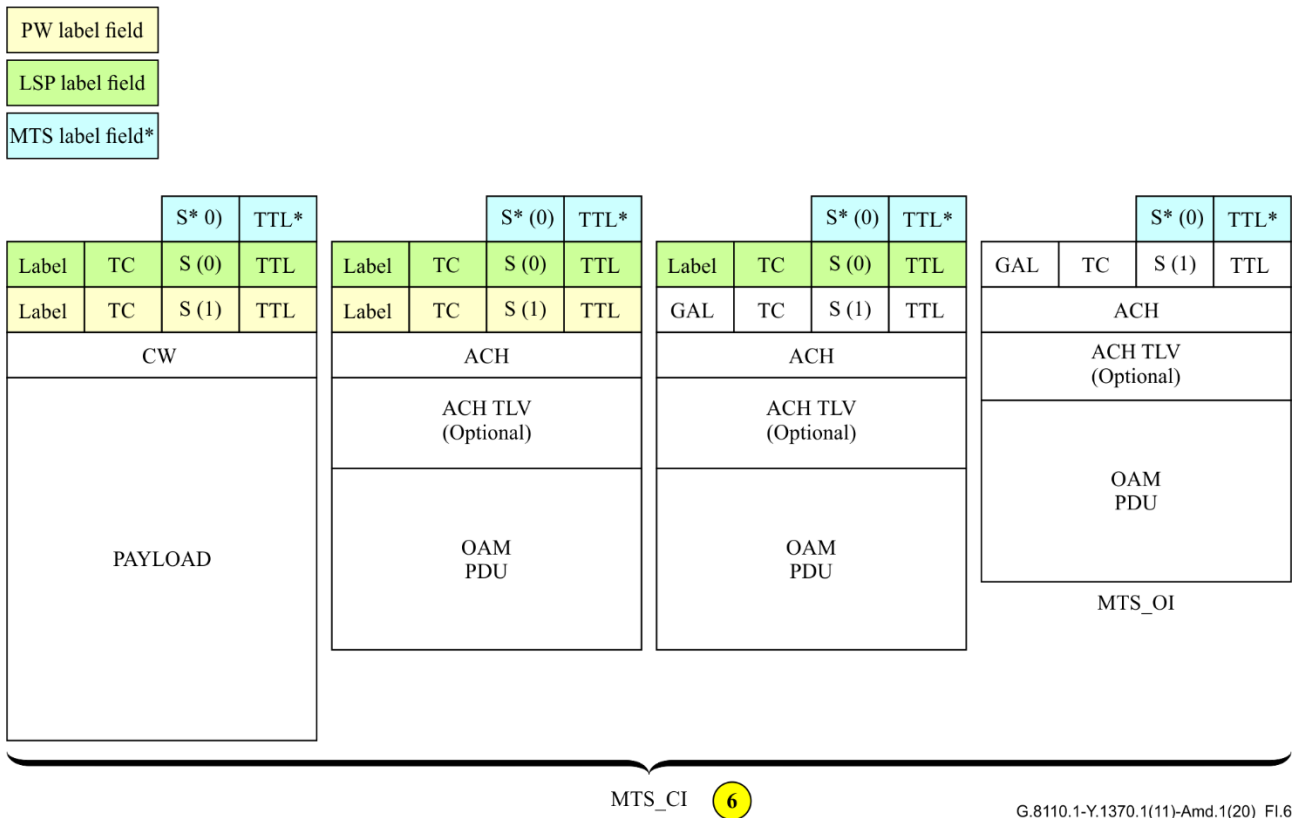 PW label field
LSP label field
MTS label field*
S* 0) TTL* S* (0) TTL* S* (0) TTL* S* (0) TTL*
Label TC S (0) TTL Label TC S (0) TTL Label TC S (0) TTL GAL TC S (1) TTL
Label TC S (1) TTL Label TC S (1) TTL GAL TC S (1) TTL ACH
CW ACH ACH ACH TLV
(Optional)
ACH TLV
(Optional)
ACH TLV
(Optional)
OAM
PDU
PAYLOAD
OAM
PDU
OAM
PDU
MTS_OI
MTS_CI 6
G.8110.1-Y.1370.1(11)-Amd.1(20)_FI.6